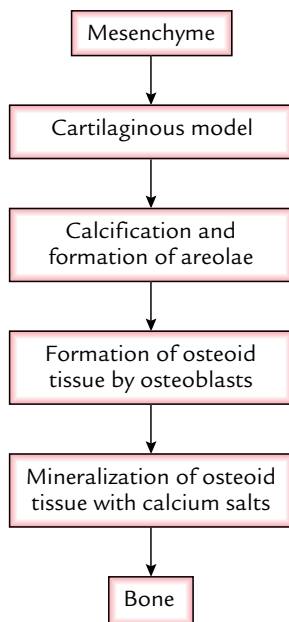 Mesenchyme
Cartilaginous model
Calcification and
formation of areolae
Formation of osteoid
tissue by osteoblasts
Mineralization of osteoid
tissue with calcium salts
Bone